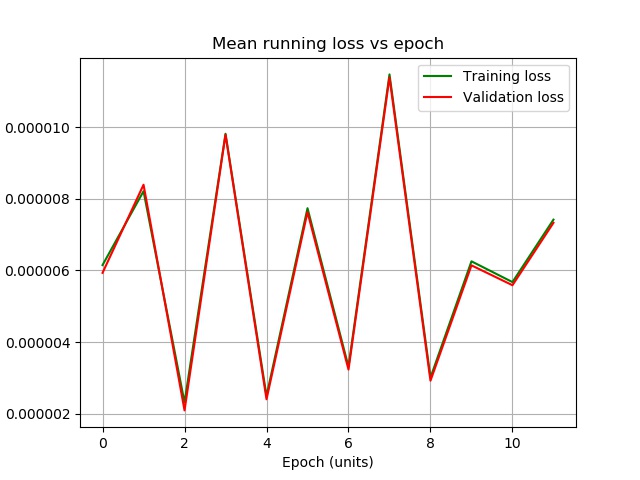 Mean running loss vs epoch
Training loss
Validation loss
0.000010
0.000008
0.000006
0.000004
0.000002
0 2 4 6 8 10
Epoch (units)